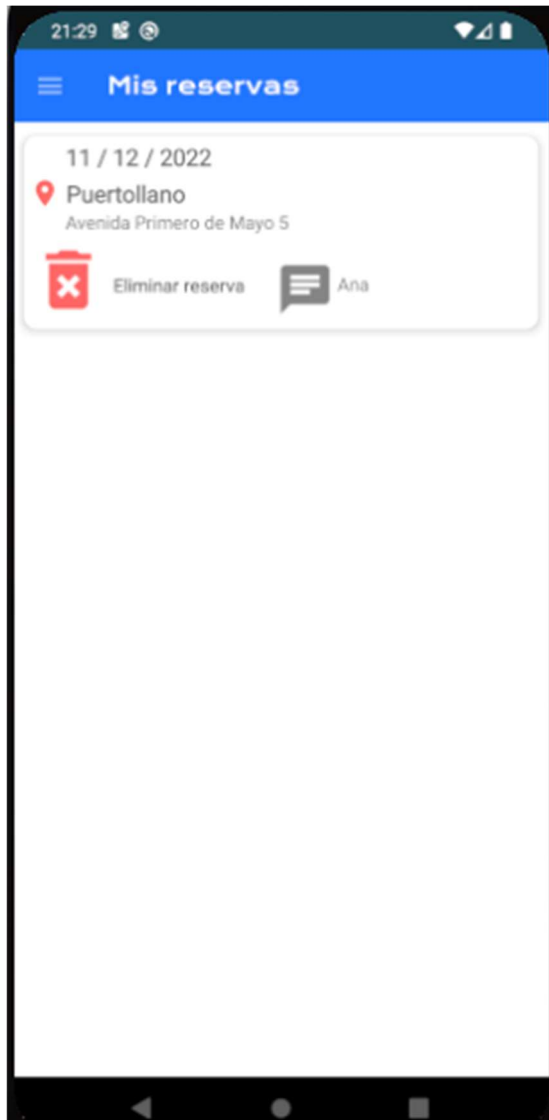 21:29
Mis reservas
11 / 12 / 2022
Puertollano
Avenida Primero de Mayo 5
Eliminar reserva Ana